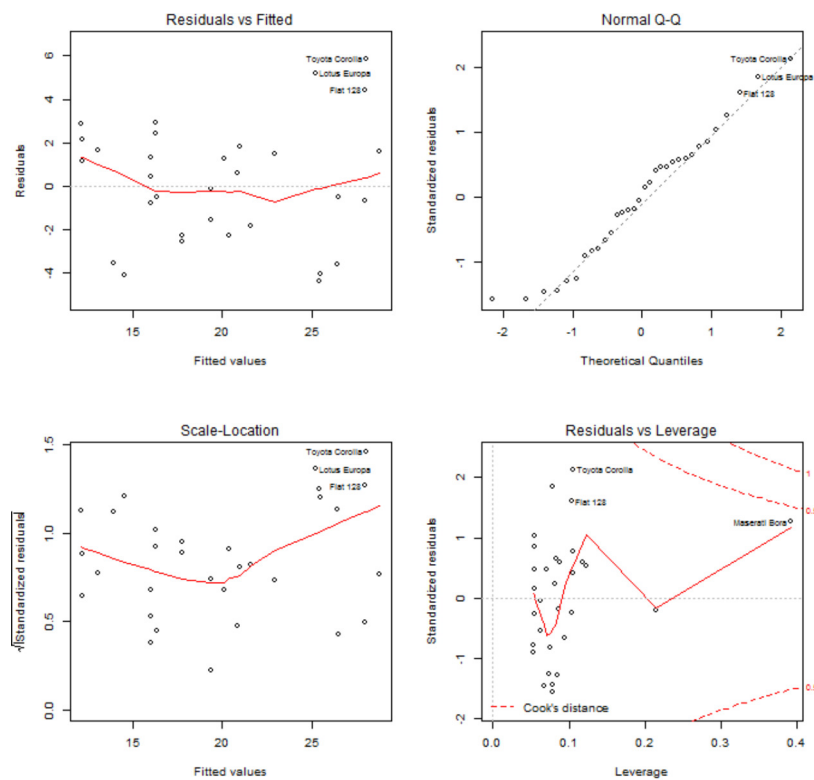 Residuals vs Fitted
Residuals
6
4
2
0
-2
-4
Toyota Corolla
Lotus Europa
Fiat 128
15 20 25
Fitted values
Normal Q-Q
Standardized residuals
2
1
0
-1
Toyota Corolla
Lotus Europa
Fiat 128
-2 -1 0 1 2
Theoretical Quantiles
Scale-Location
√|Standardized residuals|
1.5
1.0
0.5
0.0
Toyota Corolla
Lotus Europa
Fiat 128
15 20 25
Fitted values
Residuals vs Leverage
Standardized residuals
2
1
0
-1
-2
Toyota Corolla
Fiat 128
Maserati Bora
1
Cook's distance
0.0 0.1 0.2 0.3 0.4
Leverage